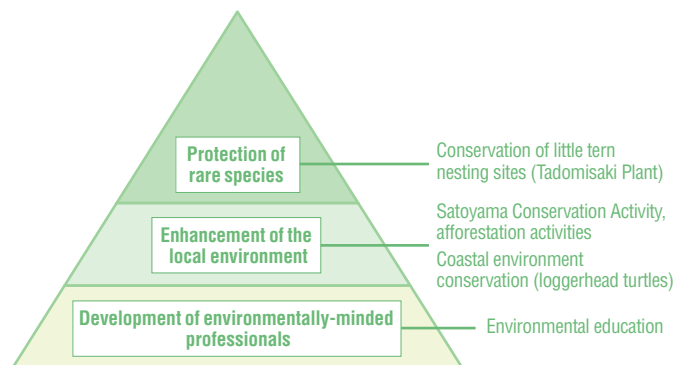 Protection of
rare species
Conservation of little tern
nesting sites (Tadomisaki Plant)
Enhancement of the
local environment
Satoyama Conservation Activity,
afforestation activities
Coastal environment
conservation (loggerhead turtles)
Development of environmentally-minded
professionals
Environmental education